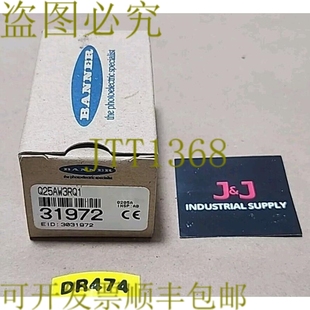 盗图必究
BANNER
the photoelectric specialist
JTT1368
BANNER
Q25AW3RQ1
31972
EID: 3031972
CE
J&J
INDUSTRIAL SUPPLY
DR474
可开发票顺丰包邮